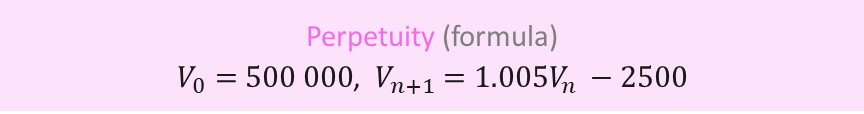 Perpetuity (formula)
V₀ = 500 000, Vₙ₊₁ = 1.005Vₙ − 2500